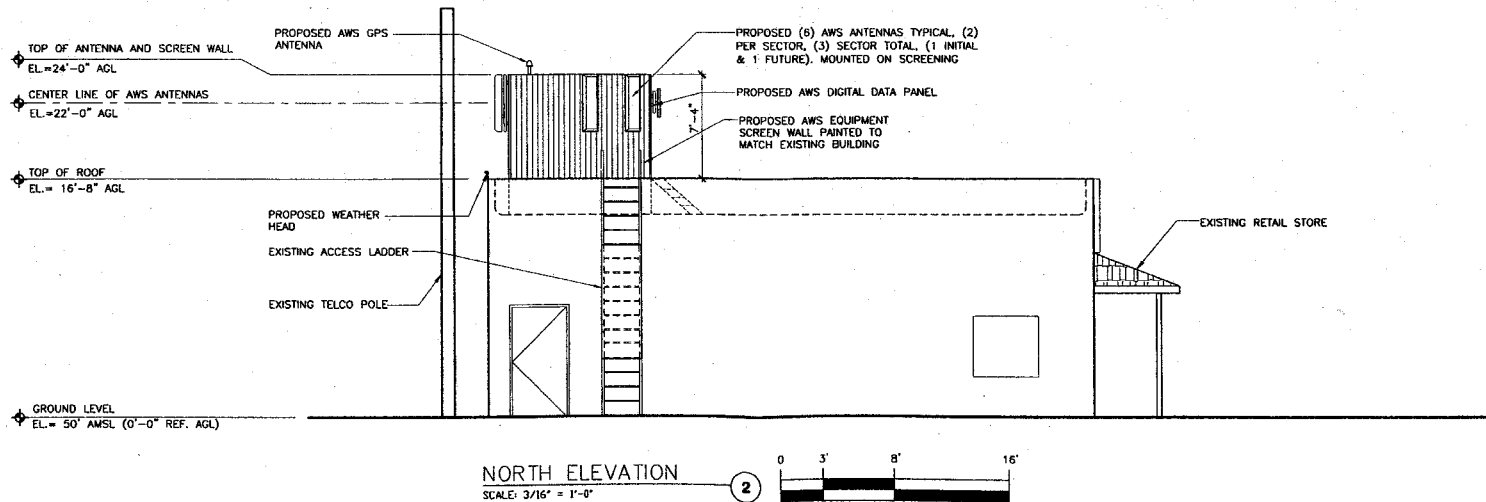 TOP OF ANTENNA AND SCREEN WALL
EL.=24'-0" AGL
CENTER LINE OF AWS ANTENNAS
EL.=22'-0" AGL
TOP OF ROOF
EL.= 16'-8" AGL
GROUND LEVEL
EL.= 50' AMSL (0'-0" REF. AGL)
PROPOSED AWS GPS
ANTENNA
PROPOSED WEATHER
HEAD
EXISTING ACCESS LADDER
EXISTING TELCO POLE
PROPOSED (6) AWS ANTENNAS TYPICAL, (2)
PER SECTOR, (3) SECTOR TOTAL, (1 INITIAL
& 1 FUTURE). MOUNTED ON SCREENING
PROPOSED AWS DIGITAL DATA PANEL
PROPOSED AWS EQUIPMENT
SCREEN WALL PAINTED TO
MATCH EXISTING BUILDING
7'-4"
EXISTING RETAIL STORE
NORTH ELEVATION
SCALE: 3/16" = 1'-0"
2
0 3' 8' 16'